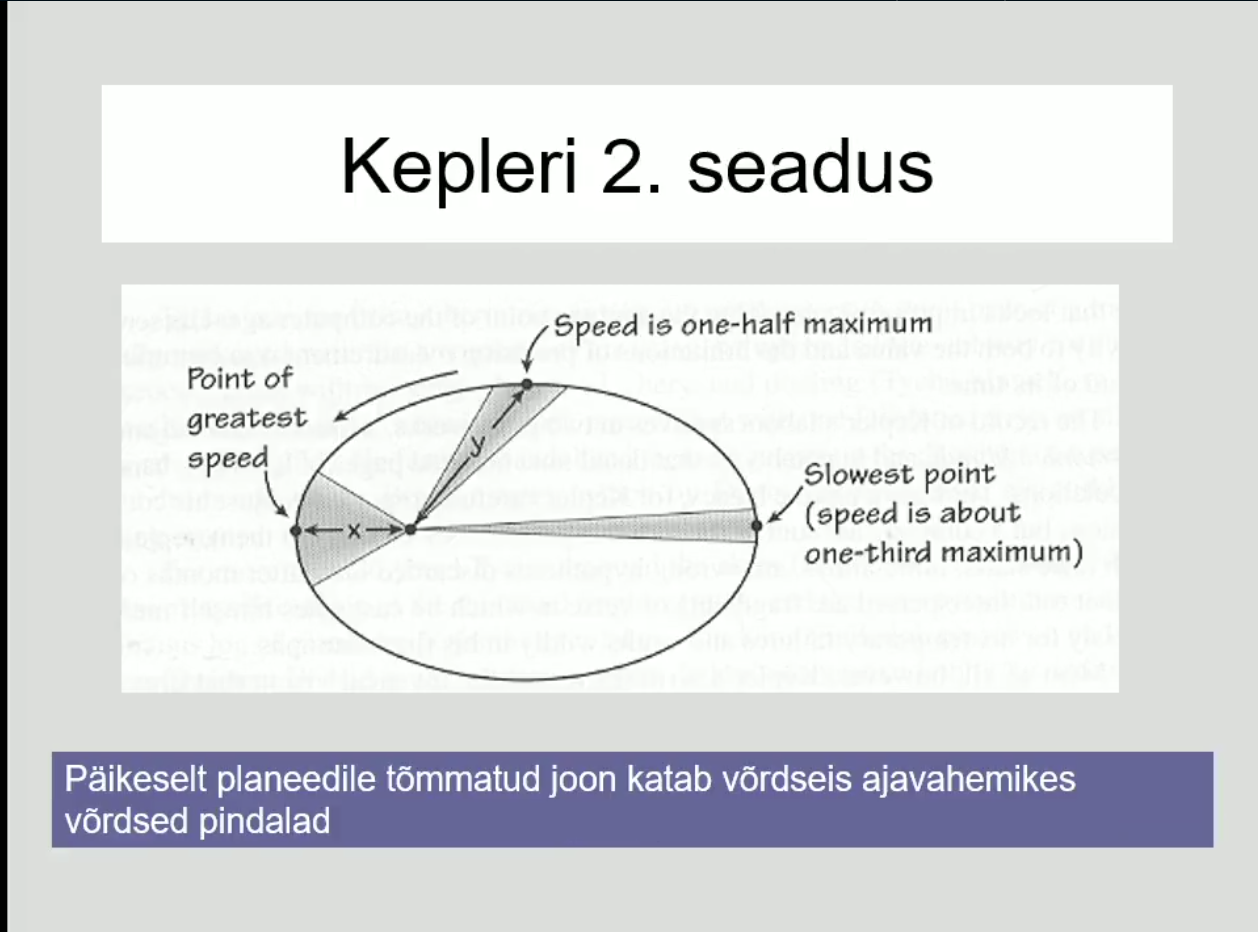 Kepleri 2. seadus
Speed is one-half maximum
Point of
greatest
speed
y
x
Slowest point
(speed is about
one-third maximum)
Päikeselt planeedile tõmmatud joon katab võrdseis ajavahemikes
võrdsed pindalad